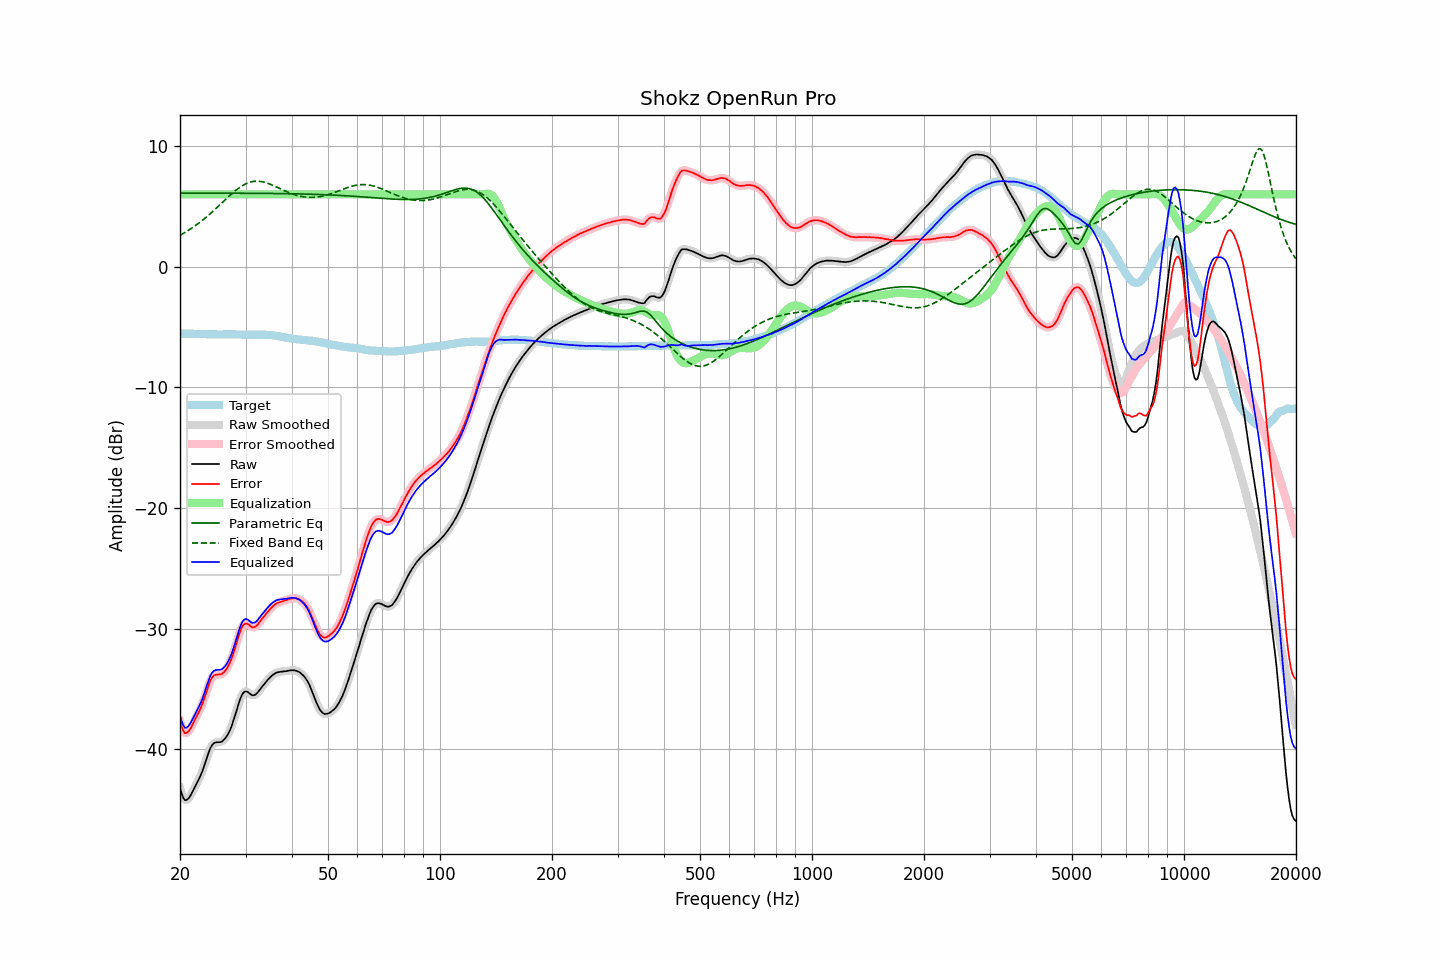 Shokz OpenRun Pro
Amplitude (dBr)
10
0
−10
−20
−30
−40
Target
Raw Smoothed
Error Smoothed
Raw
Error
Equalization
Parametric Eq
Fixed Band Eq
Equalized
20 50 100 200 500 1000 2000 5000 10000 20000
Frequency (Hz)